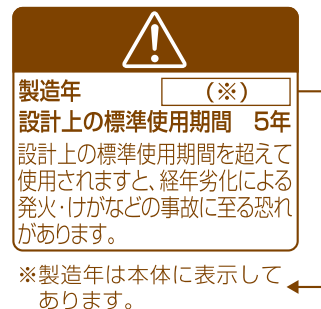 製造年 (※)
設計上の標準使用期間 5年
設計上の標準使用期間を超えて
使用されますと、経年劣化による
発火・けがなどの事故に至る恐れ
があります。
※製造年は本体に表示して
あります。